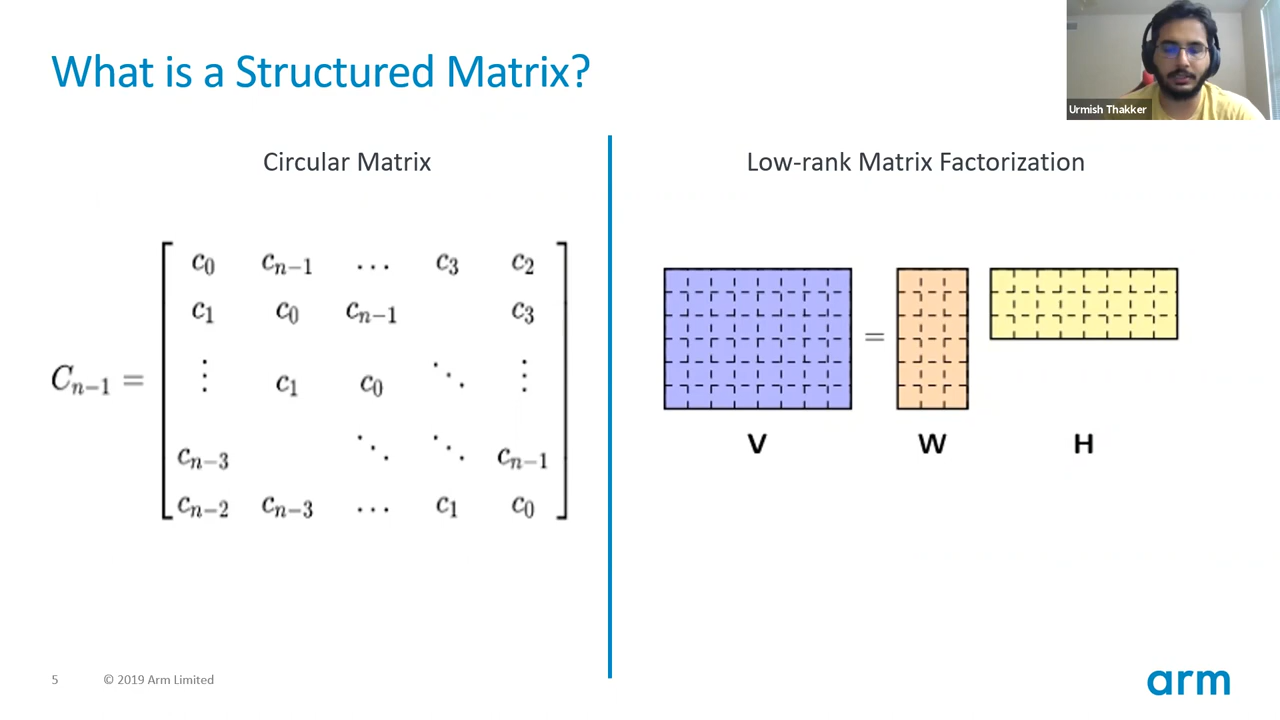 What is a Structured Matrix?
Urmish Thakker
Circular Matrix
C_{n-1} =
c_0 c_{n-1} ... c_3 c_2
c_1 c_0 c_{n-1} c_3
⋮ c_1 c_0 ⋱ ⋮
c_{n-3} ⋱ ⋱ c_{n-1}
c_{n-2} c_{n-3} ... c_1 c_0
Low-rank Matrix Factorization
=
V W H
5 © 2019 Arm Limited
arm